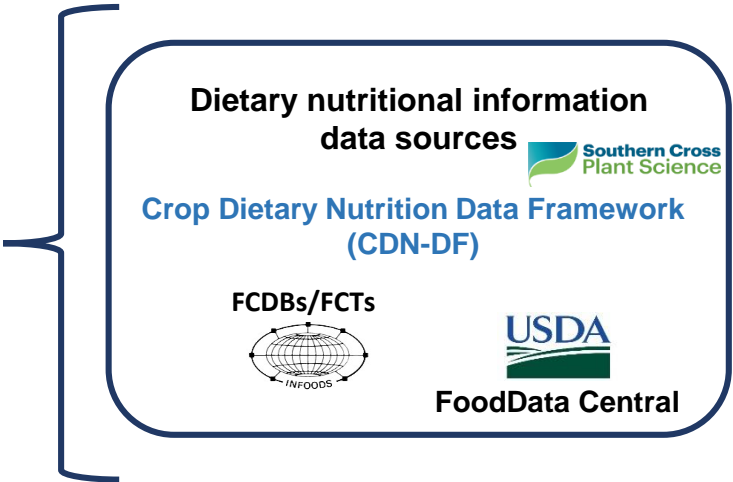 Dietary nutritional information
data sources
Southern Cross
Plant Science
Crop Dietary Nutrition Data Framework
(CDN-DF)
FCDBs/FCTs
INFOODS
USDA
FoodData Central